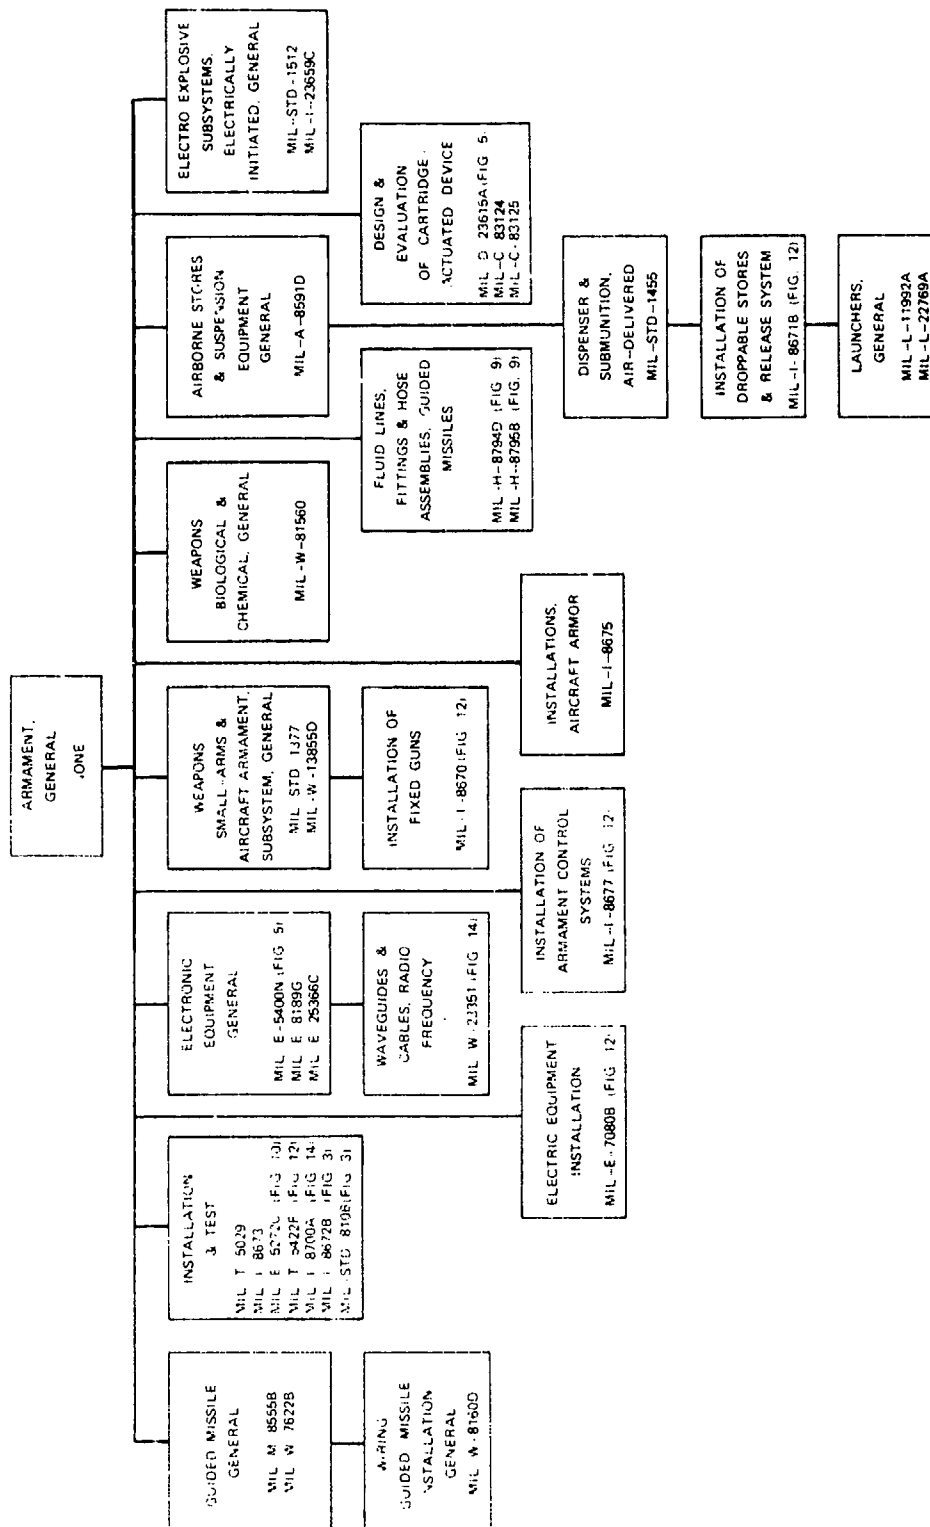 ARMAMENT,
GENERAL
GUIDED MISSILE
GENERAL
MIL M 8555B
MIL W 7622B
INSTALLATION
& TEST
MIL T 5029
MIL I 8673
MIL E 5272C (FIG 10)
MIL T 5422F (FIG 12)
MIL I 8700A (FIG 14)
MIL I 8672B (FIG 3)
MIL-STD 810B (FIG 3)
ELECTRONIC
EQUIPMENT
GENERAL
MIL E-5400N (FIG 5)
MIL E 8189G
MIL E 25366C
WEAPONS
SMALL-ARMS &
AIRCRAFT ARMAMENT,
SUBSYSTEM, GENERAL
MIL STD 1377
MIL-W-13855D
WEAPONS
BIOLOGICAL &
CHEMICAL, GENERAL
MIL-W-81560
AIRBORNE STORES
& SUSPENSION
EQUIPMENT
GENERAL
MIL-A-8591D
ELECTRO EXPLOSIVE
SUBSYSTEMS,
ELECTRICALLY
INITIATED, GENERAL
MIL-STD-1512
MIL-I-23659C
WIRING
GUIDED MISSILE
INSTALLATION
GENERAL
MIL W-8160D
WAVEGUIDES &
CABLES, RADIO
FREQUENCY
MIL W-23351 (FIG 14)
INSTALLATION OF
FIXED GUNS
MIL-I-8670 (FIG 12)
FLUID LINES,
FITTINGS & HOSE
ASSEMBLIES, GUIDED
MISSILES
MIL-H-8794D (FIG 9)
MIL-H-8795B (FIG. 9)
DESIGN &
EVALUATION
OF CARTRIDGE
ACTUATED DEVICE
MIL D 23615A (FIG 5)
MIL-C 83124
MIL-C-83125
ELECTRIC EQUIPMENT
INSTALLATION
MIL-E-7080B (FIG 12)
INSTALLATION OF
ARMAMENT CONTROL
SYSTEMS
MIL-I-8677 (FIG 12)
INSTALLATIONS,
AIRCRAFT ARMOR
MIL-I-8675
DISPENSER &
SUBMUNITION,
AIR-DELIVERED
MIL-STD-1455
INSTALLATION OF
DROPPABLE STORES
& RELEASE SYSTEM
MIL-I-8671B (FIG. 12)
LAUNCHERS,
GENERAL
MIL-L-11992A
MIL-L-22769A